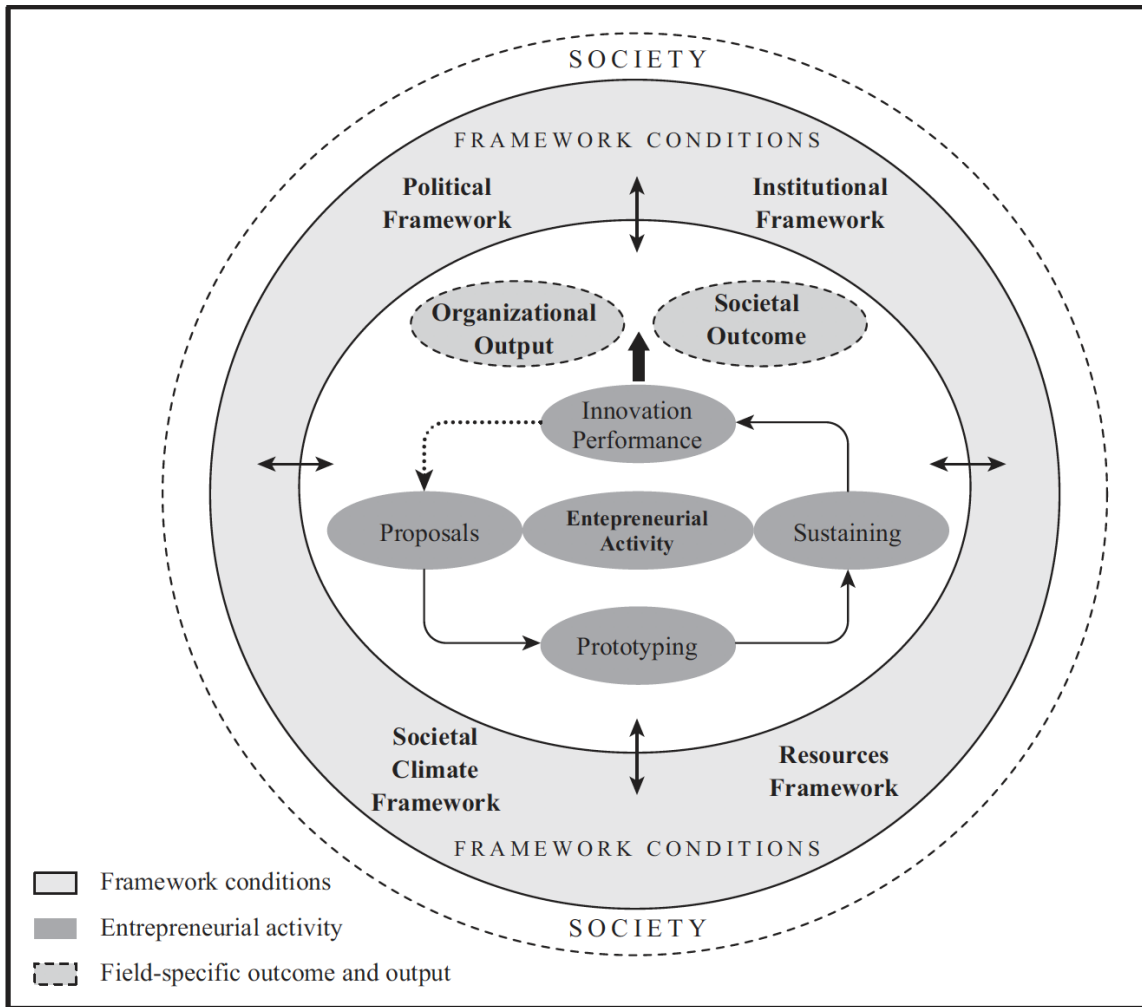 SOCIETY
FRAMEWORK CONDITIONS
Political
Framework
Institutional
Framework
Organizational
Output
Societal
Outcome
Innovation
Performance
Proposals
Entepreneurial
Activity
Sustaining
Prototyping
Societal
Climate
Framework
Resources
Framework
FRAMEWORK CONDITIONS
SOCIETY
Framework conditions
Entrepreneurial activity
Field-specific outcome and output